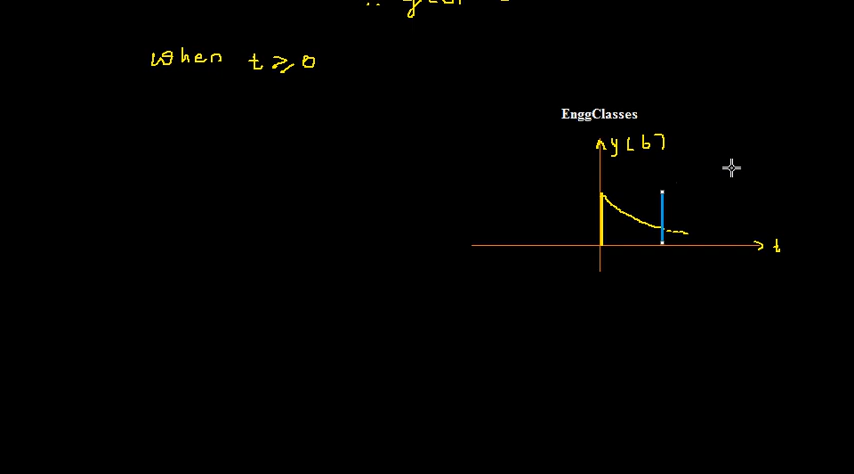 when t ≥ 0
EnggClasses
y(b)
t